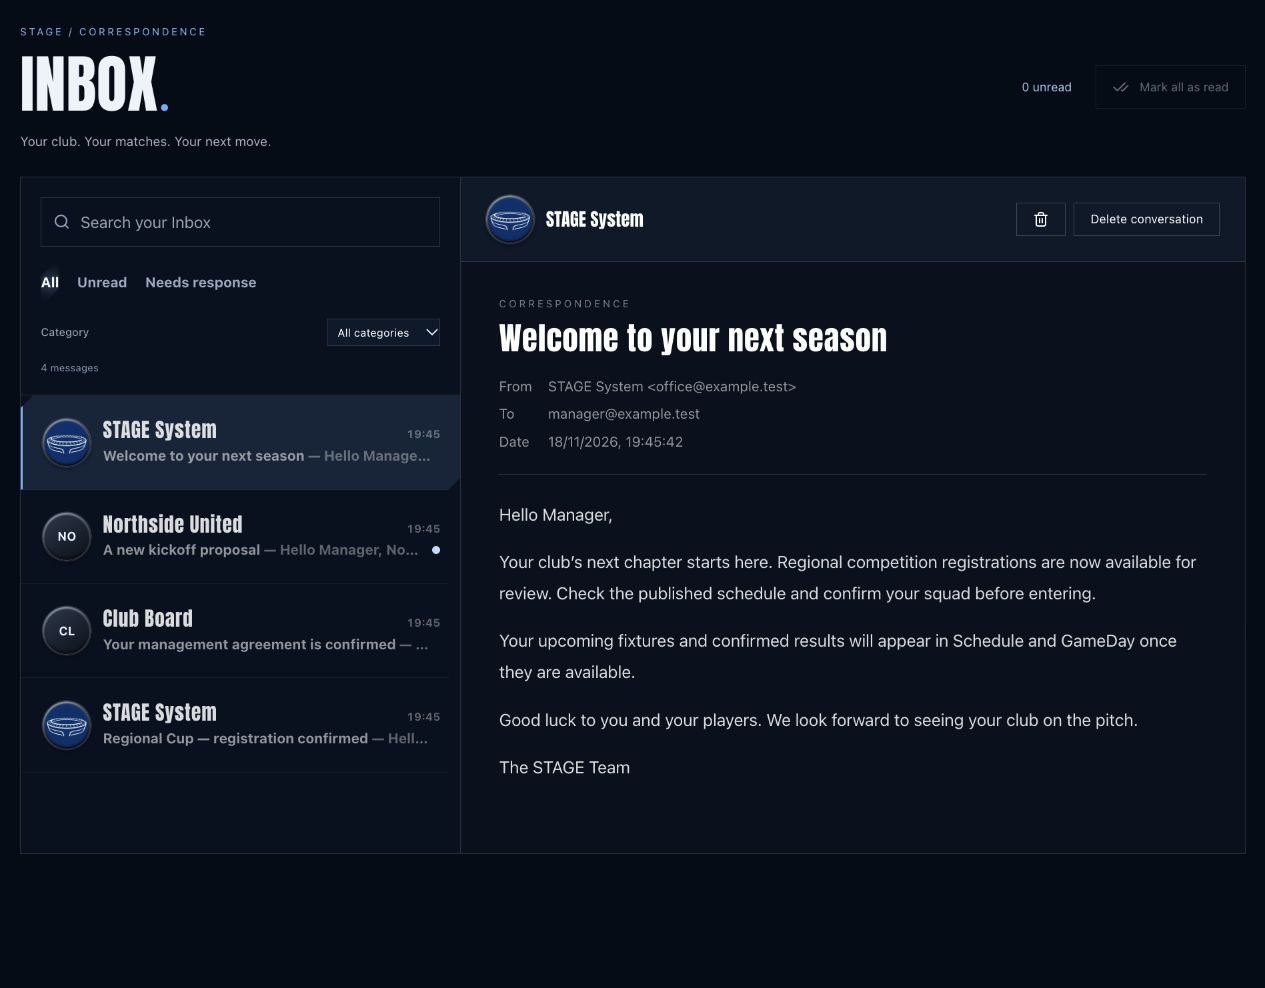 STAGE / CORRESPONDENCE
INBOX.
Your club. Your matches. Your next move.
0 unread
Mark all as read
Search your Inbox
All Unread Needs response
Category
All categories
4 messages
STAGE System
19:45
Welcome to your next season — Hello Manage...
NO
Northside United
19:45
A new kickoff proposal — Hello Manager, No...
CL
Club Board
19:45
Your management agreement is confirmed — ...
STAGE System
19:45
Regional Cup — registration confirmed — Hell...
STAGE System
Delete conversation
CORRESPONDENCE
Welcome to your next season
From STAGE System <office@example.test>
To manager@example.test
Date 18/11/2026, 19:45:42
Hello Manager,
Your club’s next chapter starts here. Regional competition registrations are now available for
review. Check the published schedule and confirm your squad before entering.
Your upcoming fixtures and confirmed results will appear in Schedule and GameDay once
they are available.
Good luck to you and your players. We look forward to seeing your club on the pitch.
The STAGE Team